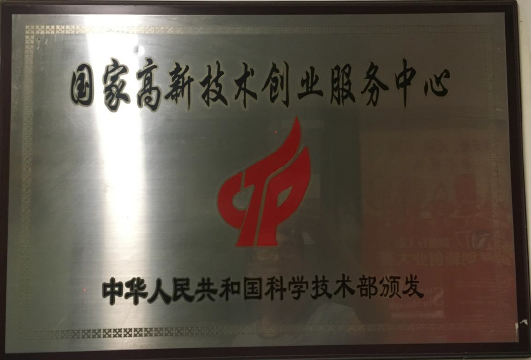 国家高新技术创业服务中心
CTP
中华人民共和国科学技术部颁发